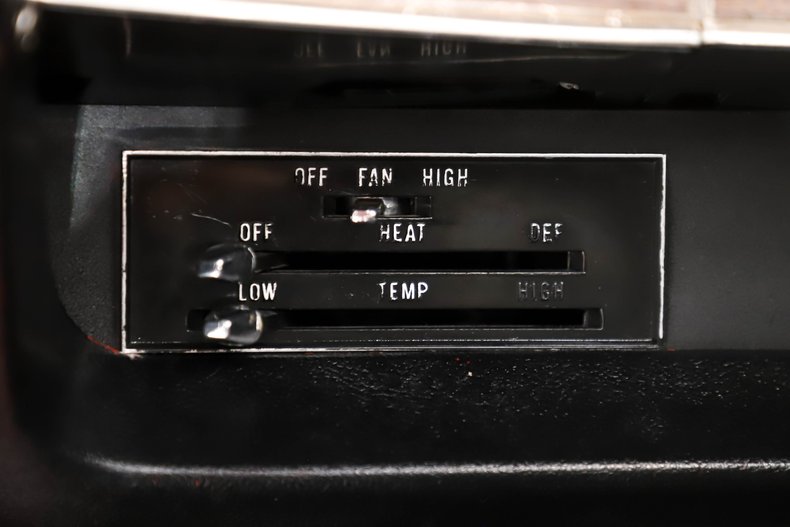 OFF FAN HIGH
OFF HEAT DEF
LOW TEMP HIGH